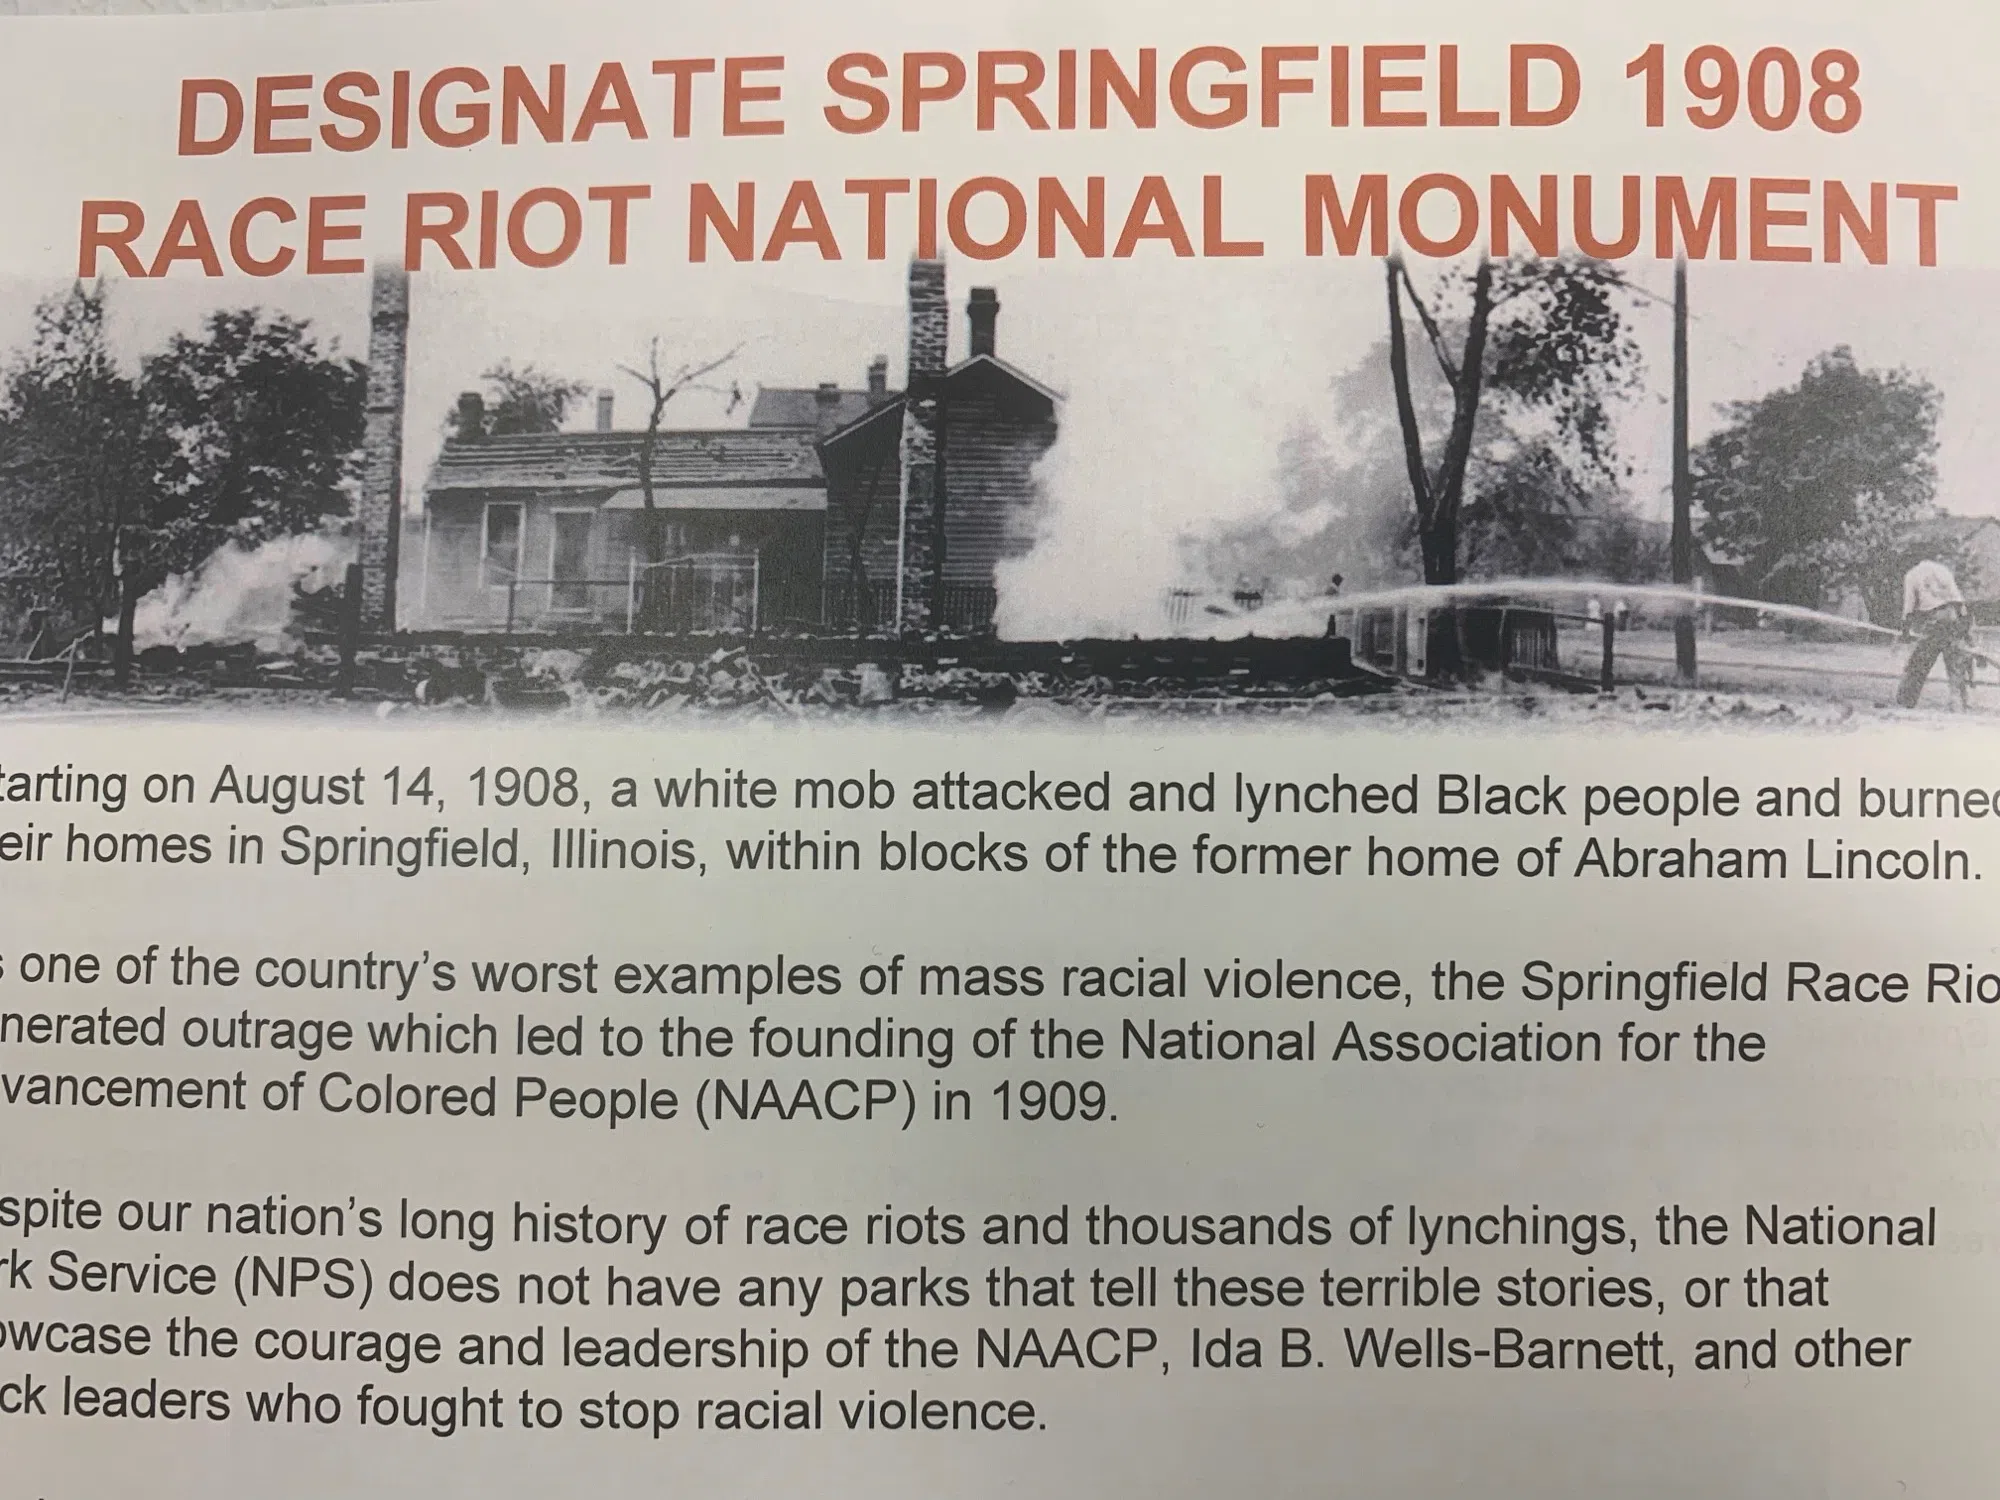 DESIGNATE SPRINGFIELD 1908
RACE RIOT NATIONAL MONUMENT
tarting on August 14, 1908, a white mob attacked and lynched Black people and burned
eir homes in Springfield, Illinois, within blocks of the former home of Abraham Lincoln.
s one of the country's worst examples of mass racial violence, the Springfield Race Rio
nerated outrage which led to the founding of the National Association for the
vancement of Colored People (NAACP) in 1909.
spite our nation's long history of race riots and thousands of lynchings, the National
rk Service (NPS) does not have any parks that tell these terrible stories, or that
owcase the courage and leadership of the NAACP, Ida B. Wells-Barnett, and other
ck leaders who fought to stop racial violence.